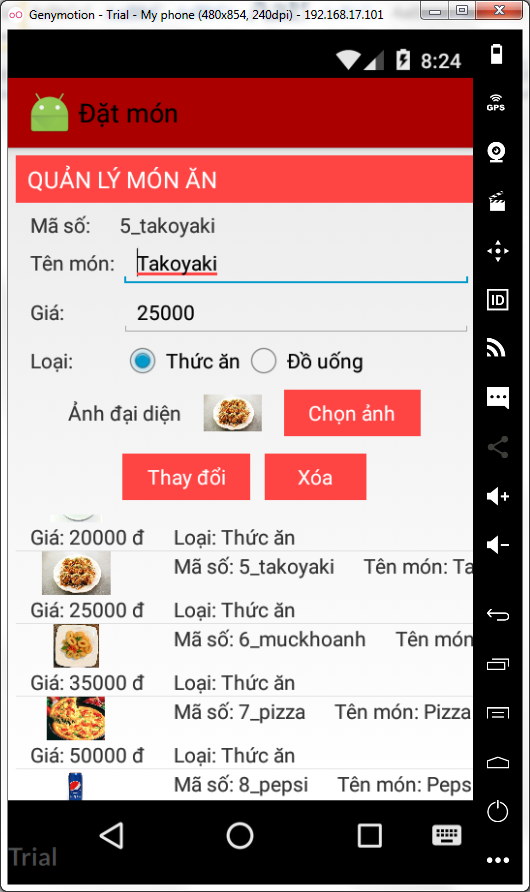 Genymotion - Trial - My phone (480x854, 240dpi) - 192.168.17.101
8:24
GPS
Đặt món
QUẢN LÝ MÓN ĂN
Mã số: 5_takoyaki
Tên món: Takoyaki
Giá: 25000
ID
Loại: Thức ăn Đồ uống
Ảnh đại diện Chọn ảnh
Thay đổi Xóa
Giá: 20000 đ Loại: Thức ăn
Mã số: 5_takoyaki Tên món: Ta
Giá: 25000 đ Loại: Thức ăn
Mã số: 6_muckhoanh Tên món
Giá: 35000 đ Loại: Thức ăn
Mã số: 7_pizza Tên món: Pizza
Giá: 50000 đ Loại: Thức ăn
Mã số: 8_pepsi Tên món: Peps
Trial